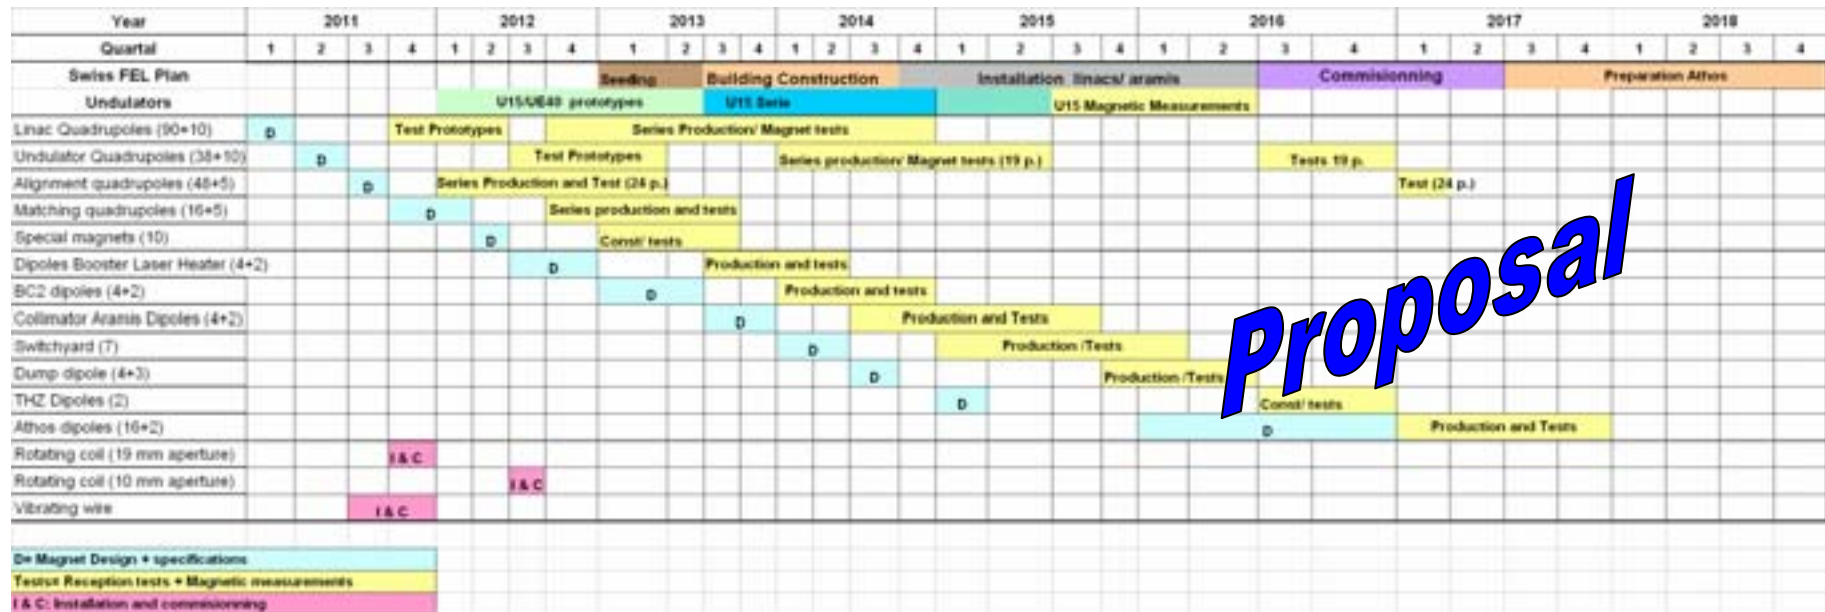 Year 2011 2012 2013 2014 2015 2016 2017 2018
Quartal 1 2 3 4 1 2 3 4 1 2 3 4 1 2 3 4 1 2 3 4 1 2 3 4 1 2 3 4 1 2 3 4
Swiss FEL Plan Seeding Building Construction Installation linacs/ aramis Commisionning Preparation Athos
Undulators U15/UE40 prototypes U15 Serie U15 Magnetic Measurements
Linac Quadrupoles (90+10) D Test Prototypes Series Production/ Magnet tests
Undulator Quadrupoles (38+10) D Test Prototypes Series production/ Magnet tests (19 p.) Tests 19 p.
Alignment quadrupoles (48+5) D Series Production and Test (24 p.) Test (24 p.)
Matching quadrupoles (16+5) D Series production and tests
Special magnets (10) D Const/ tests
Dipoles Booster Laser Heater (4+2) D Production and tests
BC2 dipoles (4+2) D Production and tests
Collimator Aramis Dipoles (4+2) D Production and Tests
Switchyard (7) D Production /Tests
Dump dipole (4+3) D Production /Tests
THZ Dipoles (2) D Const/ tests
Athos dipoles (16+2) D Production and Tests
Rotating coil (19 mm aperture) I & C
Rotating coil (10 mm aperture) I & C
Vibrating wire I & C
Proposal
D= Magnet Design + specifications
Tests= Reception tests + Magnetic measurements
I & C: Installation and commisionning